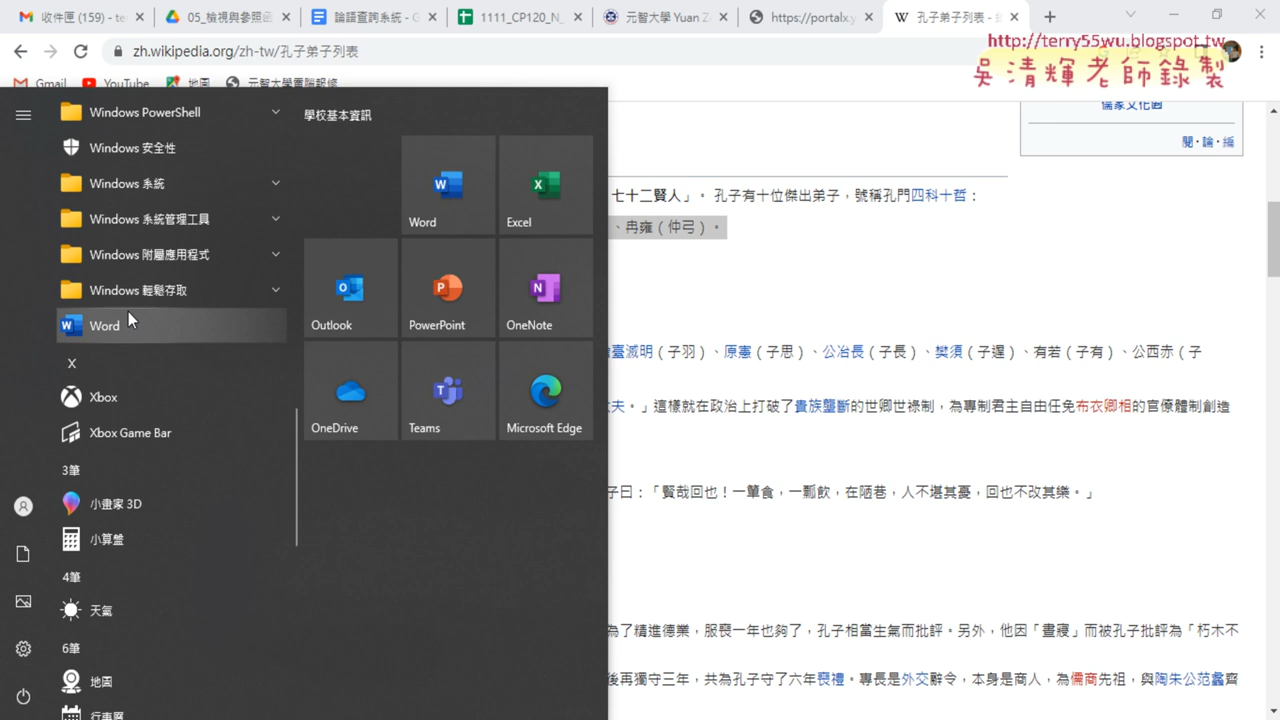 收件匣 (159) - te
05_檢視與參照函
論語查詢系統 - G
1111_CP120_N_
元智大學 Yuan Z
https://portalx.y
孔子弟子列表 -
zh.wikipedia.org/zh-tw/孔子弟子列表
http://terry55wu.blogspot.tw
吳清輝老師錄製
Gmail
YouTube
地圖
元智大學電腦報修
Windows PowerShell
Windows 安全性
Windows 系統
Windows 系統管理工具
Windows 附屬應用程式
Windows 輕鬆存取
Word
X
Xbox
Xbox Game Bar
3筆
小畫家 3D
小算盤
4筆
天氣
6筆
地圖
行事曆
學校基本資訊
Word
Excel
Outlook
PowerPoint
OneNote
OneDrive
Teams
Microsoft Edge
儒家文化圈
閱·論·編
七十二賢人」。孔子有十位傑出弟子，號稱孔門四科十哲：
、冉雍（仲弓）。
臺滅明（子羽）、原憲（子思）、公冶長（子長）、樊須（子遲）、有若（子有）、公西赤（子
夫。」這樣就在政治上打破了貴族壟斷的世卿世祿制，為專制君主自由任免布衣卿相的官僚體制創造
子曰：「賢哉回也！一簞食，一瓢飲，在陋巷，人不堪其憂，回也不改其樂。」
為了精進德業，服喪一年也夠了，孔子相當生氣而批評。另外，他因「晝寢」而被孔子批評為「朽木不
後再獨守三年，共為孔子守了六年喪禮。專長是外交辭令，本身是商人，為儒商先祖，與陶朱公范蠡齊